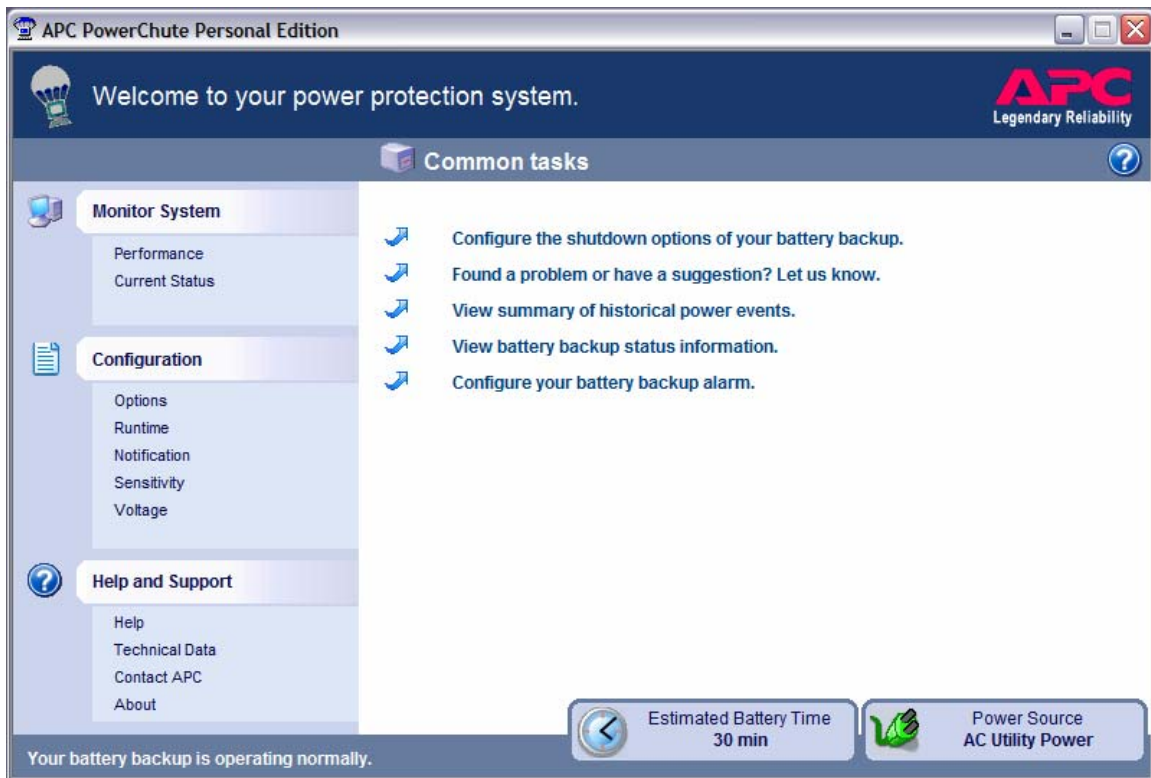 APC PowerChute Personal Edition
Welcome to your power protection system.
APC
Legendary Reliability
Common tasks
Monitor System
Performance
Current Status
Configuration
Options
Runtime
Notification
Sensitivity
Voltage
Help and Support
Help
Technical Data
Contact APC
About
Configure the shutdown options of your battery backup.
Found a problem or have a suggestion? Let us know.
View summary of historical power events.
View battery backup status information.
Configure your battery backup alarm.
Estimated Battery Time
30 min
Power Source
AC Utility Power
Your battery backup is operating normally.